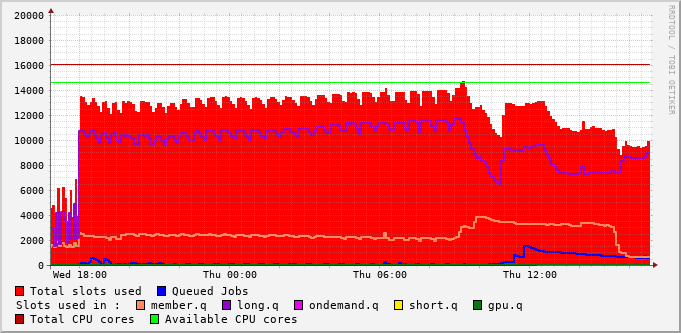 20000
18000
16000
14000
12000
10000
8000
6000
4000
2000
0
Wed 18:00 Thu 00:00 Thu 06:00 Thu 12:00
RRDTOOL / TOBI OETIKER
Total slots used Queued Jobs
Slots used in : member.q long.q ondemand.q short.q gpu.q
Total CPU cores Available CPU cores